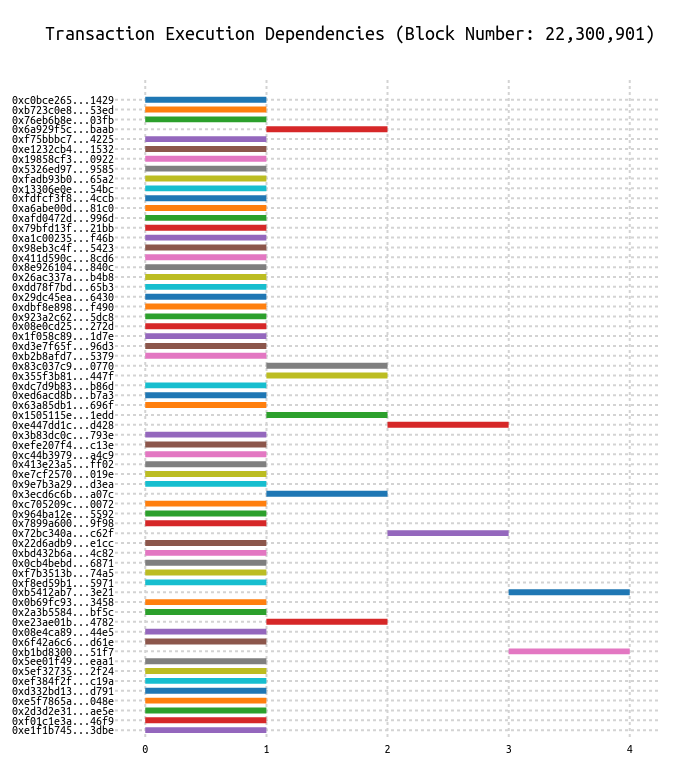 Transaction Execution Dependencies (Block Number: 22,300,901)
0xc0bce265...1429
0xb723c0e8...53ed
0x76eb6b8e...03fb
0x6a929f5c...baab
0xf75bbbc7...4225
0xe1232cb4...1532
0x19858cf3...0922
0x5326ed97...9585
0xfadb93b0...65a2
0x13306e0e...54bc
0xfdfcf3f8...4ccb
0xa6abe00d...81c0
0xafd0472d...996d
0x79bfd13f...21bb
0xa1c00235...f46b
0x98eb3c4f...5423
0x411d590c...8cd6
0x8e926104...840c
0x26ac337a...b4b8
0xdd78f7bd...65b3
0x29dc45ea...6430
0xdbf8e898...f490
0x923a2c62...5dc8
0x08e0cd25...272d
0x1f058c89...1d7e
0xd3e7f65f...96d3
0xb2b8afd7...5379
0x83c037c9...0770
0x355f3b81...447f
0xdc7d9b83...b86d
0xed6acd8b...b7a3
0x63a85db1...696f
0x1505115e...1edd
0xe447dd1c...d428
0x3b83dc0c...793e
0xefe207f4...c13e
0xc44b3979...a4c9
0x413e23a5...ff02
0xe7cf2570...019e
0x9e7b3a29...d3ea
0x3ecd6c6b...a07c
0xc705209c...0072
0x964ba12e...5592
0x7899a600...9f98
0x72bc340a...c62f
0x22d6adb9...e1cc
0xbd432b6a...4c82
0x0cb4bebd...6871
0xf7b3513b...74a5
0xf8ed59b1...5971
0xb5412ab7...3e21
0x0b69fc93...3458
0x2a3b5584...bf5c
0xe23ae01b...4782
0x08e4ca89...44e5
0x6f42a6c6...d61e
0xb1bd8300...51f7
0x5ee01f49...eaa1
0x5ef32735...2f24
0xef384f2f...c19a
0xd332bd13...d791
0xe5f7865a...048e
0x2d3d2e31...ae5e
0xf01c1e3a...46f9
0xe1f1b745...3dbe
0 1 2 3 4